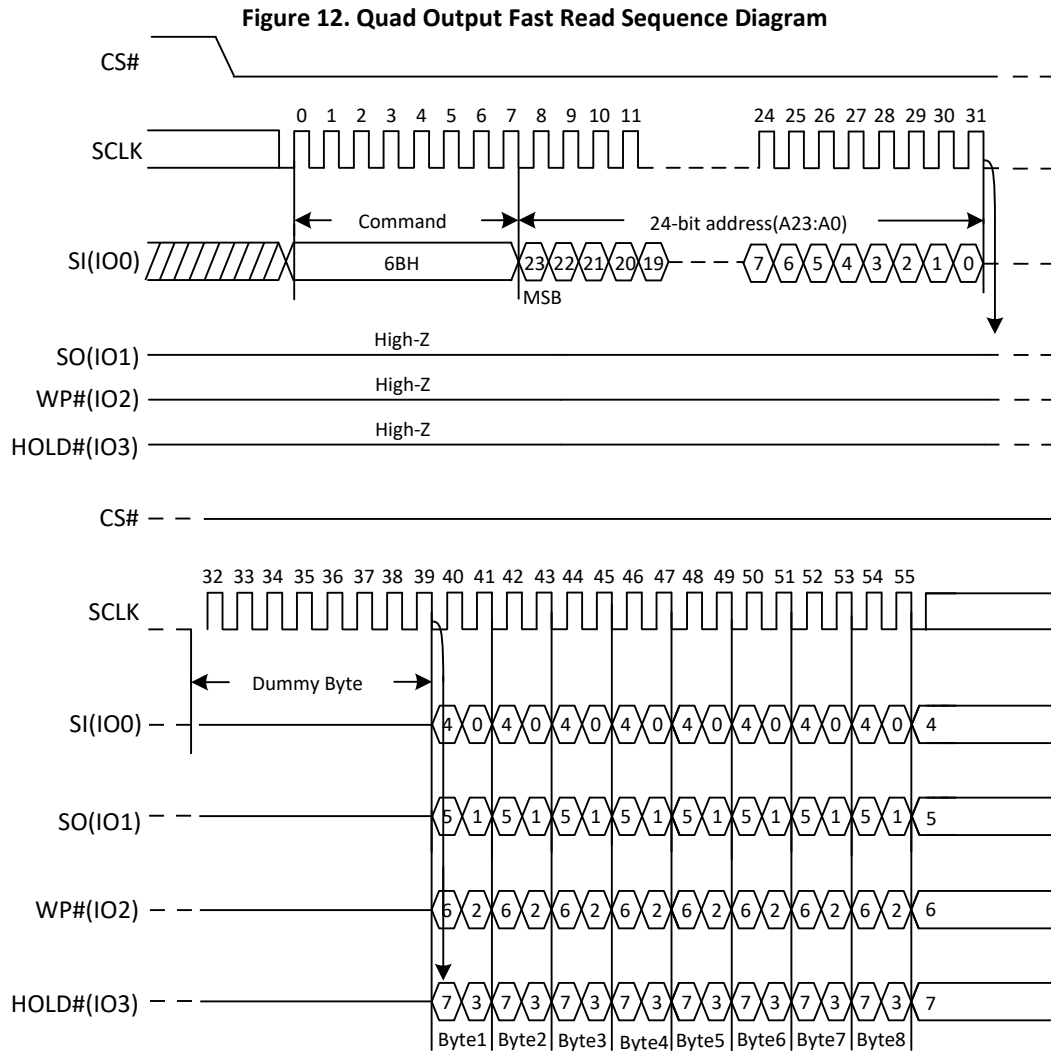 Figure 12. Quad Output Fast Read Sequence Diagram
CS#
0 1 2 3 4 5 6 7 8 9 10 11 24 25 26 27 28 29 30 31
SCLK
Command 24-bit address(A23:A0)
SI(IO0) 6BH 23 22 21 20 19 7 6 5 4 3 2 1 0
MSB
High-Z
SO(IO1)
High-Z
WP#(IO2)
High-Z
HOLD#(IO3)
CS#
32 33 34 35 36 37 38 39 40 41 42 43 44 45 46 47 48 49 50 51 52 53 54 55
SCLK
Dummy Byte
SI(IO0) 4 0 4 0 4 0 4 0 4 0 4 0 4 0 4 0 4
SO(IO1) 5 1 5 1 5 1 5 1 5 1 5 1 5 1 5 1 5
WP#(IO2) 6 2 6 2 6 2 6 2 6 2 6 2 6 2 6 2 6
HOLD#(IO3) 7 3 7 3 7 3 7 3 7 3 7 3 7 3 7 3 7
Byte1 Byte2 Byte3 Byte4 Byte5 Byte6 Byte7 Byte8